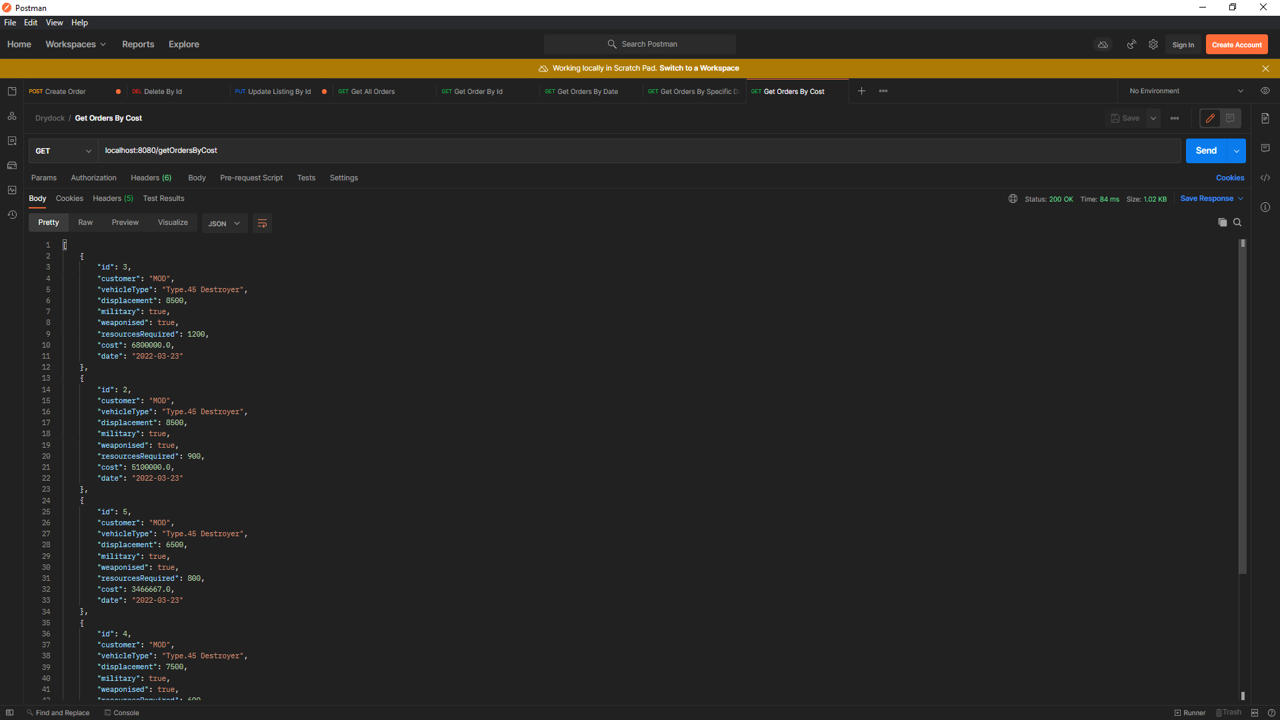 Postman
File Edit View Help
Home Workspaces Reports Explore Search Postman Sign In Create Account
Working locally in Scratch Pad. Switch to a Workspace
POST Create Order DEL Delete By Id PUT Update Listing By Id GET Get All Orders GET Get Order By Id GET Get Orders By Date GET Get Orders By Specific D GET Get Orders By Cost No Environment
Drydock / Get Orders By Cost Save
GET localhost:8080/getOrdersByCost Send
Params Authorization Headers (6) Body Pre-request Script Tests Settings Cookies
Body Cookies Headers (5) Test Results Status: 200 OK Time: 84 ms Size: 1.02 KB Save Response
Pretty Raw Preview Visualize JSON
1 [
2 {
3 "id": 3,
4 "customer": "MOD",
5 "vehicleType": "Type.45 Destroyer",
6 "displacement": 8500,
7 "military": true,
8 "weaponised": true,
9 "resourcesRequired": 1200,
10 "cost": 6800000.0,
11 "date": "2022-03-23"
12 },
13 {
14 "id": 2,
15 "customer": "MOD",
16 "vehicleType": "Type.45 Destroyer",
17 "displacement": 8500,
18 "military": true,
19 "weaponised": true,
20 "resourcesRequired": 900,
21 "cost": 5100000.0,
22 "date": "2022-03-23"
23 },
24 {
25 "id": 5,
26 "customer": "MOD",
27 "vehicleType": "Type.45 Destroyer",
28 "displacement": 6500,
29 "military": true,
30 "weaponised": true,
31 "resourcesRequired": 800,
32 "cost": 3466667.0,
33 "date": "2022-03-23"
34 },
35 {
36 "id": 4,
37 "customer": "MOD",
38 "vehicleType": "Type.45 Destroyer",
39 "displacement": 7500,
40 "military": true,
41 "weaponised": true,
42 "resourcesRequired": 600
Find and Replace Console Runner Trash